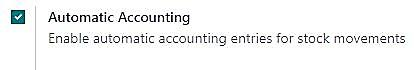 Automatic Accounting
Enable automatic accounting entries for stock movements